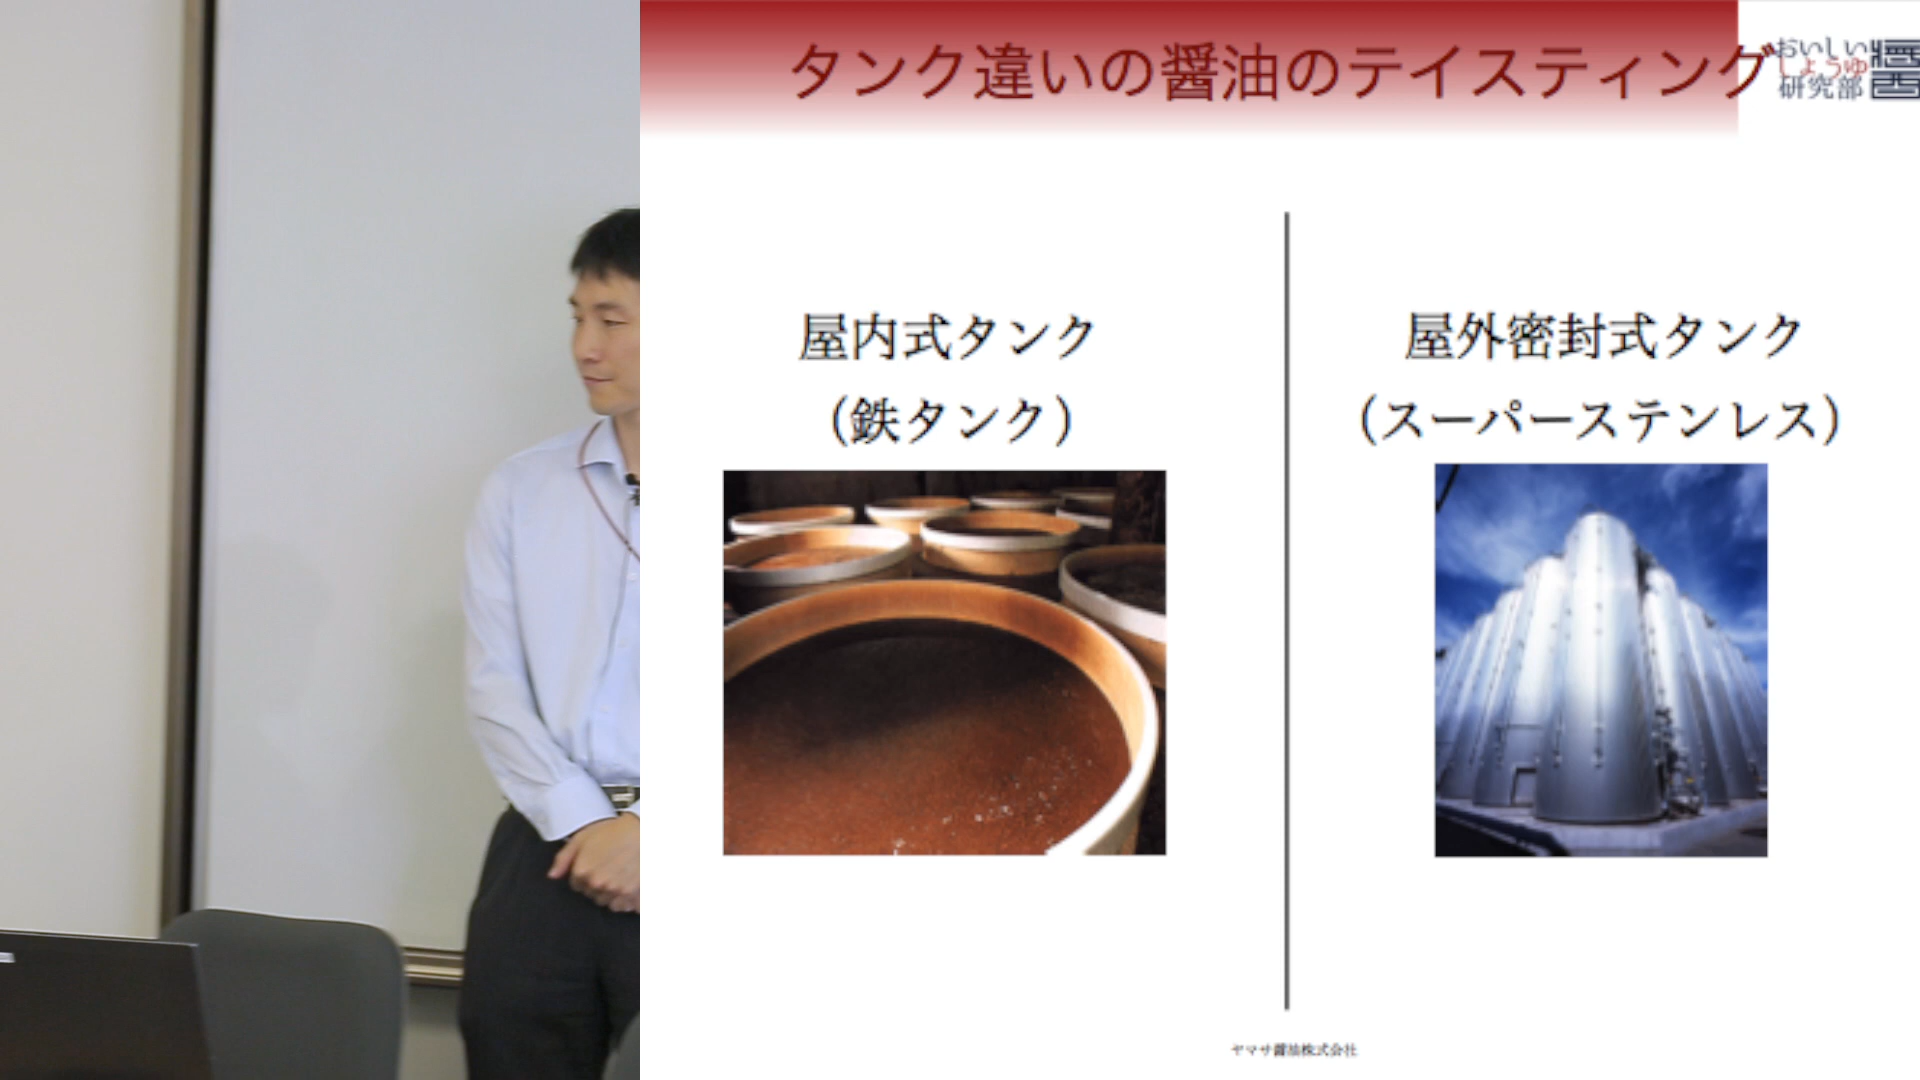 タンク違いの醤油のテイスティング
おいしい
しょうゆ
研究部
屋内式タンク
(鉄タンク)
屋外密封式タンク
(スーパーステンレス)
ヤマサ醤油株式会社